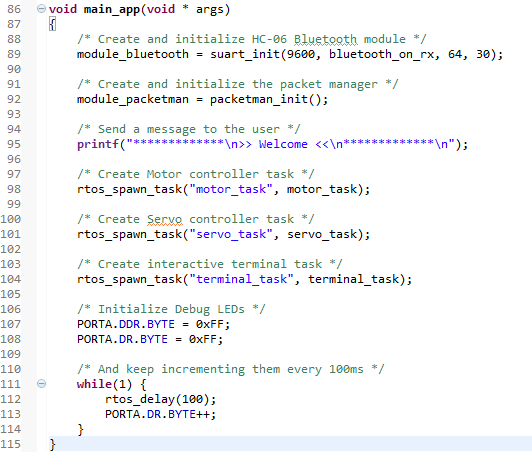 86 void main_app(void * args)
87 {
88 /* Create and initialize HC-06 Bluetooth module */
89 module_bluetooth = suart_init(9600, bluetooth_on_rx, 64, 30);
90
91 /* Create and initialize the packet manager */
92 module_packetman = packetman_init();
93
94 /* Send a message to the user */
95 printf("*************\n>> Welcome <<\n*************\n");
96
97 /* Create Motor controller task */
98 rtos_spawn_task("motor_task", motor_task);
99
100 /* Create Servo controller task */
101 rtos_spawn_task("servo_task", servo_task);
102
103 /* Create interactive terminal task */
104 rtos_spawn_task("terminal_task", terminal_task);
105
106 /* Initialize Debug LEDs */
107 PORTA.DDR.BYTE = 0xFF;
108 PORTA.DR.BYTE = 0xFF;
109
110 /* And keep incrementing them every 100ms */
111 while(1) {
112 rtos_delay(100);
113 PORTA.DR.BYTE++;
114 }
115 }